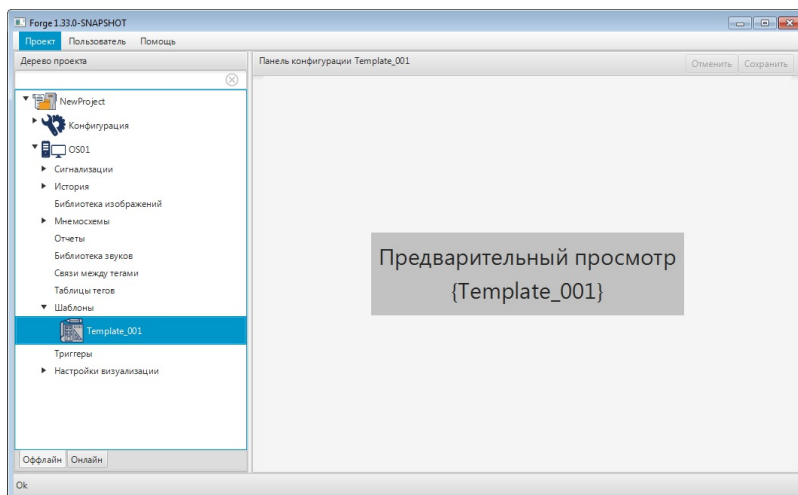 Forge 1.33.0-SNAPSHOT
Проект Пользователь Помощь
Дерево проекта
Панель конфигурации Template_001
Отменить Сохранить
NewProject
Конфигурация
OS01
Сигнализации
История
Библиотека изображений
Мнемосхемы
Отчеты
Библиотека звуков
Связи между тегами
Таблицы тегов
Шаблоны
Template_001
Триггеры
Настройки визуализации
Предварительный просмотр
{Template_001}
Оффлайн Онлайн
Ok